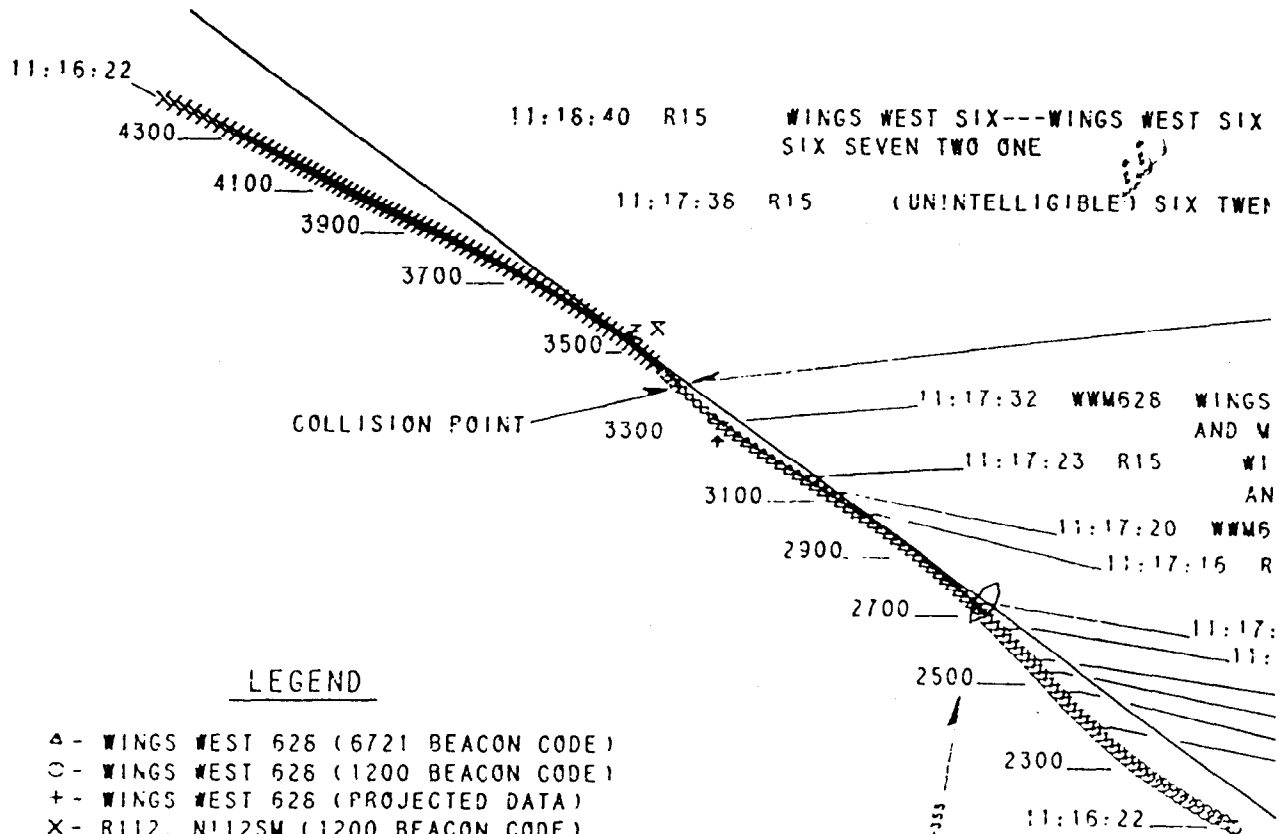 11:16:22
11:16:40 R15 WINGS WEST SIX---WINGS WEST SIX
SIX SEVEN TWO ONE
4300
4100
11:17:38 R15 (UNINTELLIGIBLE) SIX TWEN
3900
3700
3500
COLLISION POINT
3300
11:17:32 WWM628 WINGS
AND M
11:17:23 R15 WI
AN
3100
11:17:20 WWM6
2900
11:17:16 R
2700
11:17:
11:
2500
LEGEND
Δ - WINGS WEST 628 (6721 BEACON CODE)
○ - WINGS WEST 628 (1200 BEACON CODE)
+ - WINGS WEST 628 (PROJECTED DATA)
X - R112, N112SM (1200 BEACON CODE)
2300
11:16:22